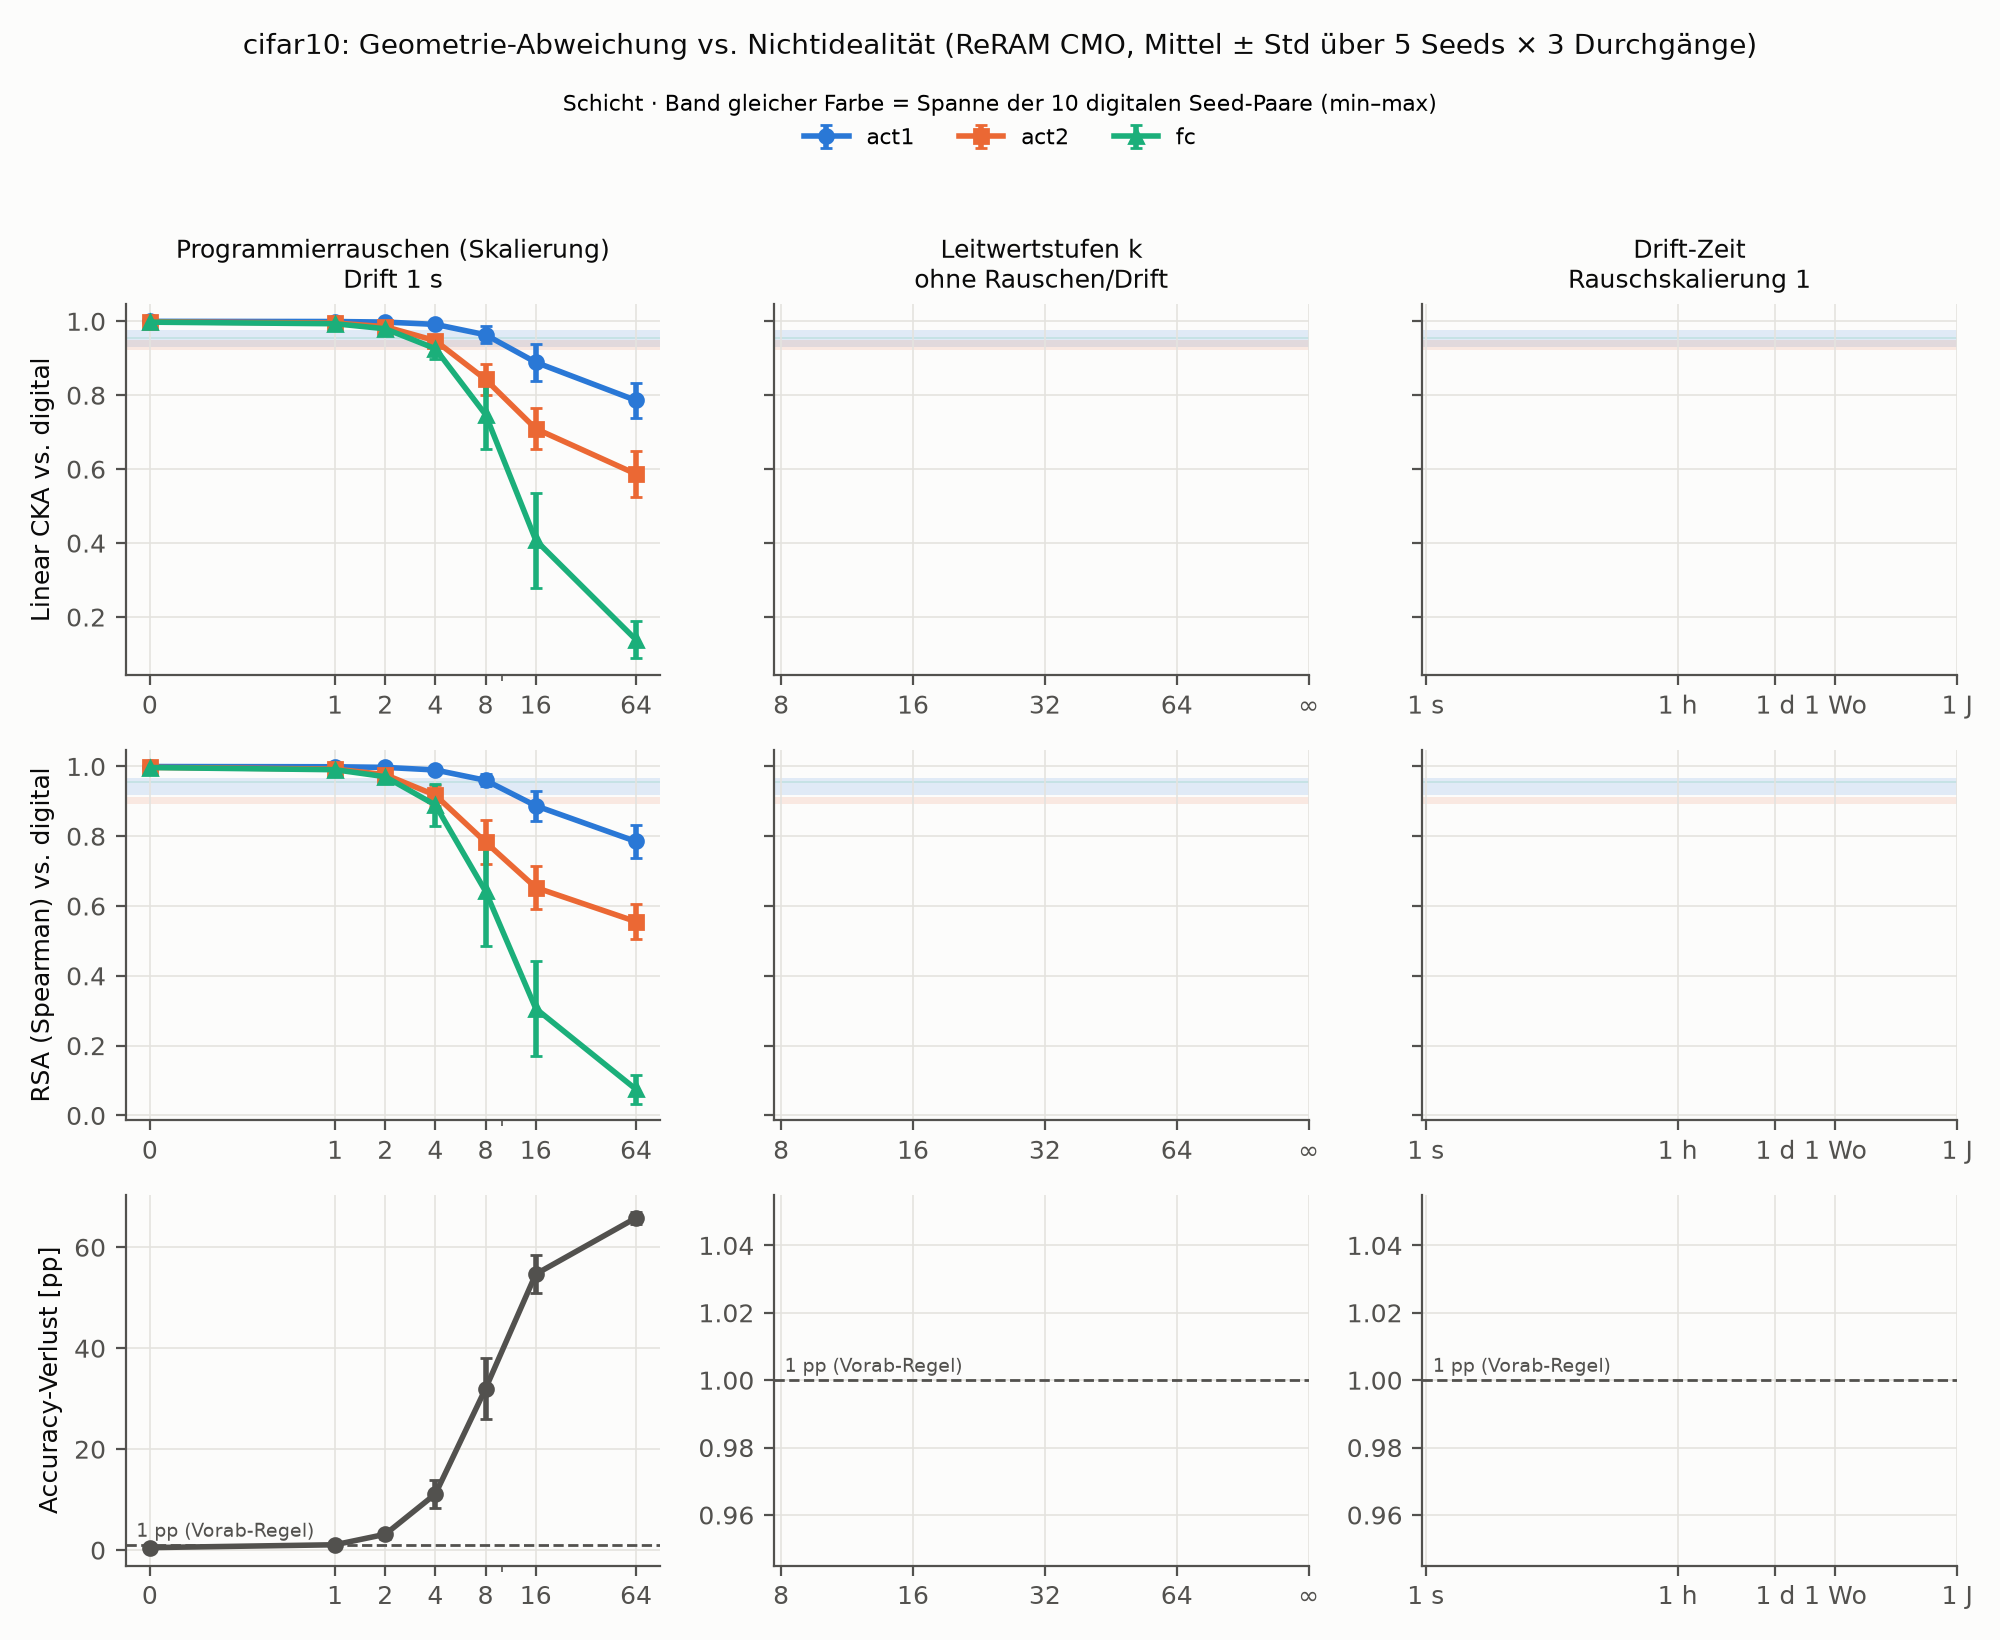 cifar10: Geometrie-Abweichung vs. Nichtidealität (ReRAM CMO, Mittel ± Std über 5 Seeds × 3 Durchgänge)
Schicht · Band gleicher Farbe = Spanne der 10 digitalen Seed-Paare (min–max)
act1 act2 fc
Programmierrauschen (Skalierung)
Drift 1 s
Leitwertstufen k
ohne Rauschen/Drift
Drift-Zeit
Rauschskalierung 1
Linear CKA vs. digital
1.0
0.8
0.6
0.4
0.2
0 1 2 4 8 16 64
8 16 32 64 ∞
1 s 1 h 1 d 1 Wo 1 J
RSA (Spearman) vs. digital
1.0
0.8
0.6
0.4
0.2
0.0
0 1 2 4 8 16 64
8 16 32 64 ∞
1 s 1 h 1 d 1 Wo 1 J
Accuracy-Verlust [pp]
60
40
20
0
1 pp (Vorab-Regel)
0 1 2 4 8 16 64
1.04
1.02
1.00
0.98
0.96
1 pp (Vorab-Regel)
8 16 32 64 ∞
1.04
1.02
1.00
0.98
0.96
1 pp (Vorab-Regel)
1 s 1 h 1 d 1 Wo 1 J